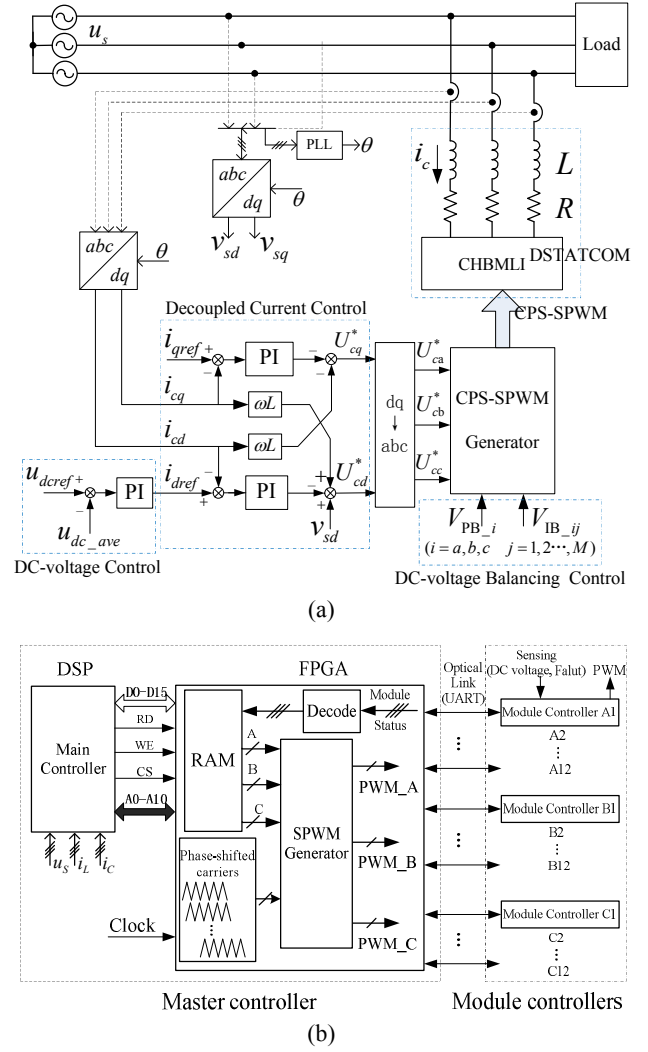 u_s
Load
PLL
θ
abc
dq
θ
v_sd v_sq
i_c
L
R
abc
dq
θ
CHBMLI
DSTATCOM
CPS-SPWM
Decoupled Current Control
i_qref + − PI − − U*_cq
i_cq ωL
i_cd ωL
i_dref + − PI − + + U*_cd
v_sd
dq
abc
U*_ca
U*_cb
U*_cc
CPS-SPWM
Generator
u_dcref + − PI
u_dc_ave
DC-voltage Control
V_PB_i V_IB_ij
(i = a,b,c j = 1,2···,M)
DC-voltage Balancing Control
(a)
DSP
FPGA
Optical
Link
(UART)
Sensing
(DC voltage, Falut) PWM
D0-D15
RD
WE
CS
A0-A10
Main
Controller
u_S i_L i_C
RAM
Decode
Module
Status
A
B
C
SPWM
Generator
PWM_A
PWM_B
PWM_C
Phase-shifted
carriers
Clock
Module Controller A1
A2
A12
Module Controller B1
B2
B12
Module Controller C1
C2
C12
Master controller
Module controllers
(b)